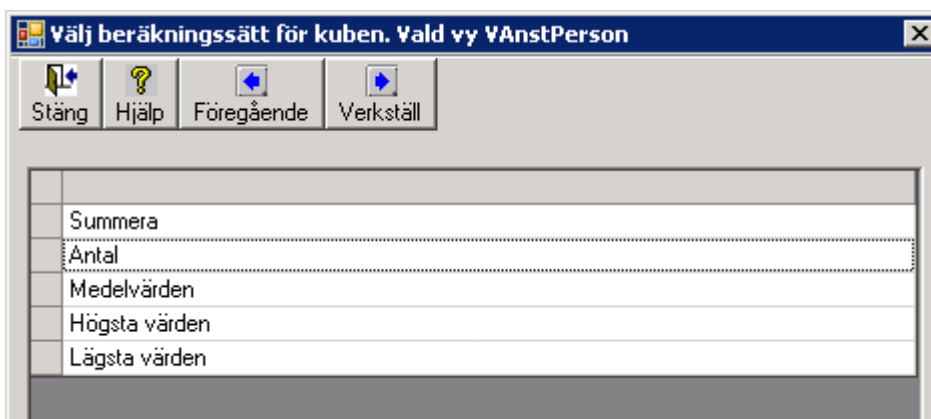 Välj beräkningssätt för kuben. Vald vy VAnstPerson
Stäng Hjälp Föregående Verkställ
Summera
Antal
Medelvärden
Högsta värden
Lägsta värden